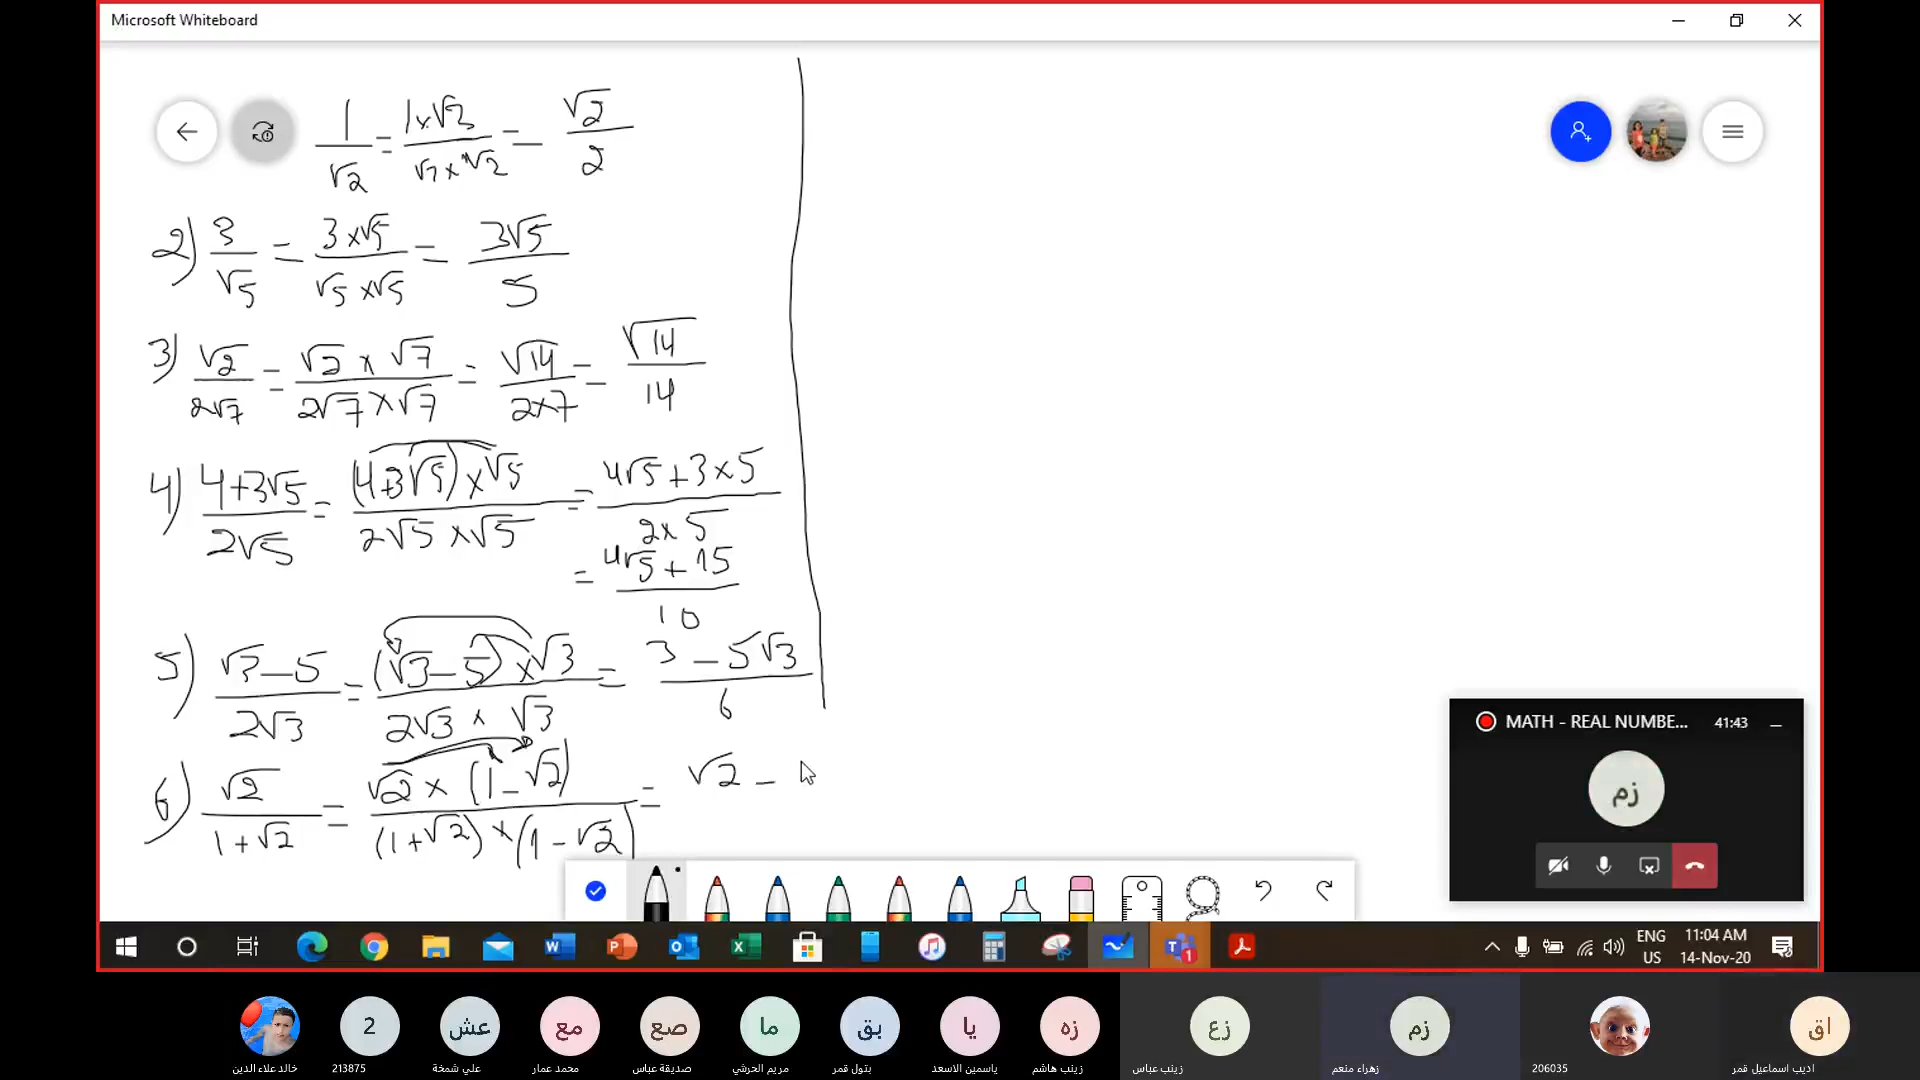 Microsoft Whiteboard
1/√2 = 1×√2/√2×√2 = √2/2
2) 3/√5 = 3×√5/√5×√5 = 3√5/5
3) √2/2√7 = √2×√7/2√7×√7 = √14/2×7 = √14/14
4) 4+3√5/2√5 = (4+3√5)×√5/2√5×√5 = 4√5+3×5/2×5
= 4√5+15/10
5) √3-5/2√3 = (√3-5)×√3/2√3×√3 = 3-5√3/6
6) √2/1+√2 = √2×(1-√2)/(1+√2)×(1-√2) = √2 -
MATH - REAL NUMBE... 41:43
زم
ENG 11:04 AM
US 14-Nov-20
2 عش مع صع ما بق يا زه زع زم اق
خالد علاء الدين 213875 علي شمخة محمد عمار صديقة عباس مريم الحرشي بتول قمر ياسمين الاسعد زينب هاشم زينب عباس زهراء منعم 206035 اديب اسماعيل قمر